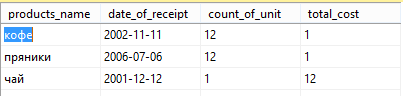 products_name date_of_receipt count_of_unit total_cost
кофе 2002-11-11 12 1
пряники 2006-07-06 12 1
чай 2001-12-12 1 12